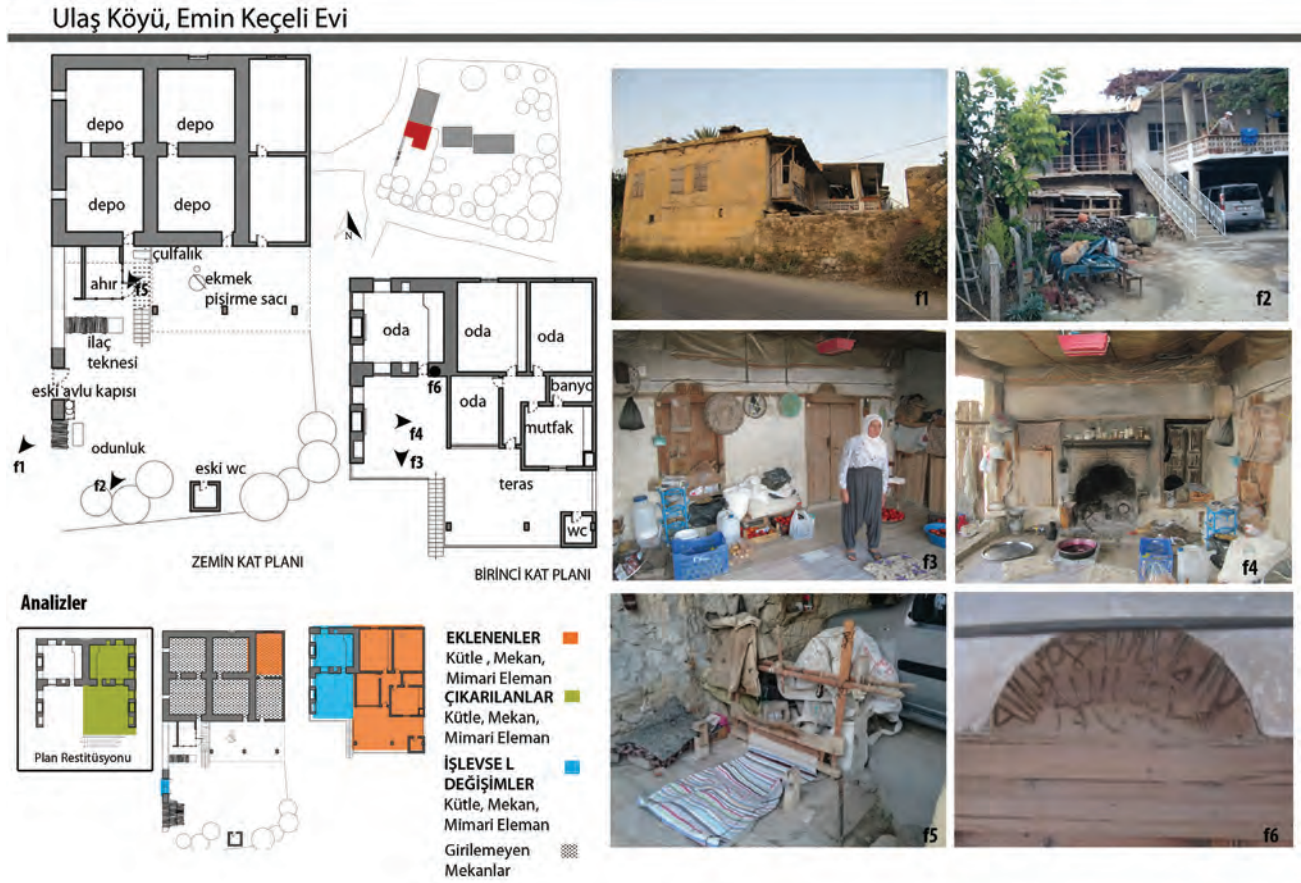 Ulaş Köyü, Emin Keçeli Evi
depo
depo
depo
depo
çulfalık
ahır
f5
ekmek
pişirme sacı
ilaç
teknesi
eski avlu kapısı
f1
odunluk
f2
eski wc
ZEMİN KAT PLANI
N
oda
oda
oda
f6
oda
banyo
mutfak
f4
f3
teras
wc
BİRİNCİ KAT PLANI
f1
f2
f3
f4
f5
f6
Analizler
Plan Restitüsyonu
EKLENENLER
Kütle , Mekan,
Mimari Eleman
ÇIKARILANLAR
Kütle, Mekan,
Mimari Eleman
İŞLEVSE L
DEĞİŞİMLER
Kütle, Mekan,
Mimari Eleman
Girilemeyen
Mekanlar